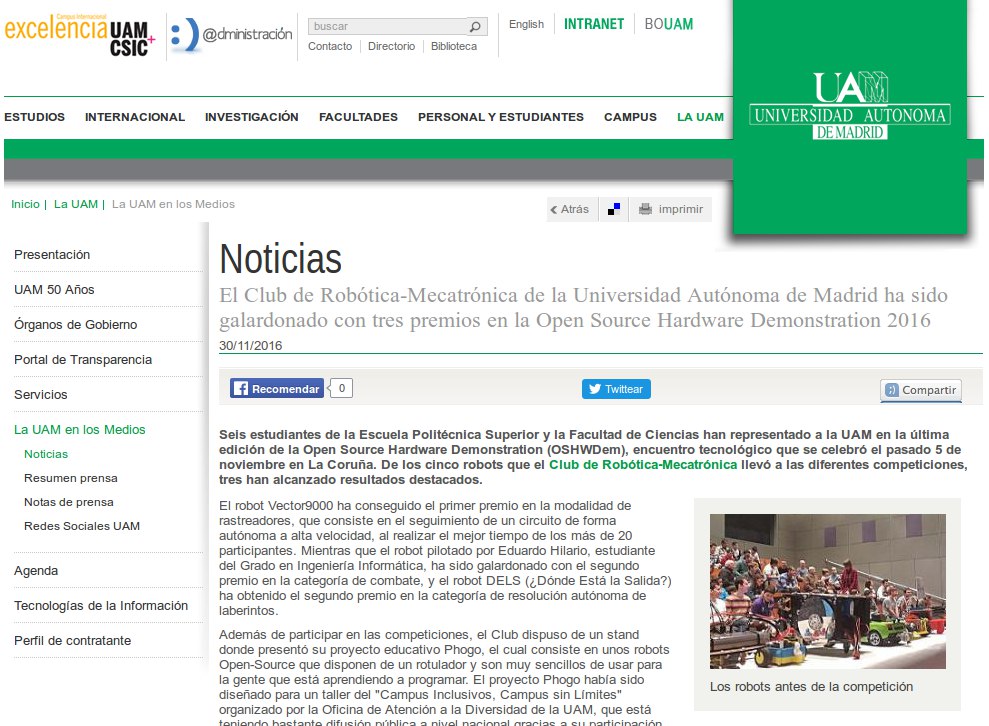 Campus Internacional
excelencia UAM
CSIC+
:) @dministración
buscar
Contacto | Directorio | Biblioteca
English
INTRANET
BOUAM
UAM
UNIVERSIDAD AUTONOMA
DE MADRID
ESTUDIOS INTERNACIONAL INVESTIGACIÓN FACULTADES PERSONAL Y ESTUDIANTES CAMPUS LA UAM
Inicio | La UAM | La UAM en los Medios
Atrás
imprimir
Presentación
UAM 50 Años
Órganos de Gobierno
Portal de Transparencia
Servicios
La UAM en los Medios
Noticias
Resumen prensa
Notas de prensa
Redes Sociales UAM
Agenda
Tecnologías de la Información
Perfil de contratante
Noticias
El Club de Robótica-Mecatrónica de la Universidad Autónoma de Madrid ha sido
galardonado con tres premios en la Open Source Hardware Demonstration 2016
30/11/2016
Recomendar 0
Twittear
Compartir
Seis estudiantes de la Escuela Politécnica Superior y la Facultad de Ciencias han representado a la UAM en la última
edición de la Open Source Hardware Demonstration (OSHWDem), encuentro tecnológico que se celebró el pasado 5 de
noviembre en La Coruña. De los cinco robots que el Club de Robótica-Mecatrónica llevó a las diferentes competiciones,
tres han alcanzado resultados destacados.
El robot Vector9000 ha conseguido el primer premio en la modalidad de
rastreadores, que consiste en el seguimiento de un circuito de forma
autónoma a alta velocidad, al realizar el mejor tiempo de los más de 20
participantes. Mientras que el robot pilotado por Eduardo Hilario, estudiante
del Grado en Ingeniería Informática, ha sido galardonado con el segundo
premio en la categoría de combate, y el robot DELS (¿Dónde Está la Salida?)
ha obtenido el segundo premio en la categoría de resolución autónoma de
laberintos.
Además de participar en las competiciones, el Club dispuso de un stand
donde presentó su proyecto educativo Phogo, el cual consiste en unos robots
Open-Source que disponen de un rotulador y son muy sencillos de usar para
la gente que está aprendiendo a programar. El proyecto Phogo había sido
diseñado para un taller del "Campus Inclusivos, Campus sin Límites"
organizado por la Oficina de Atención a la Diversidad de la UAM, que está
teniendo bastante difusión pública a nivel nacional gracias a su participación
Los robots antes de la competición